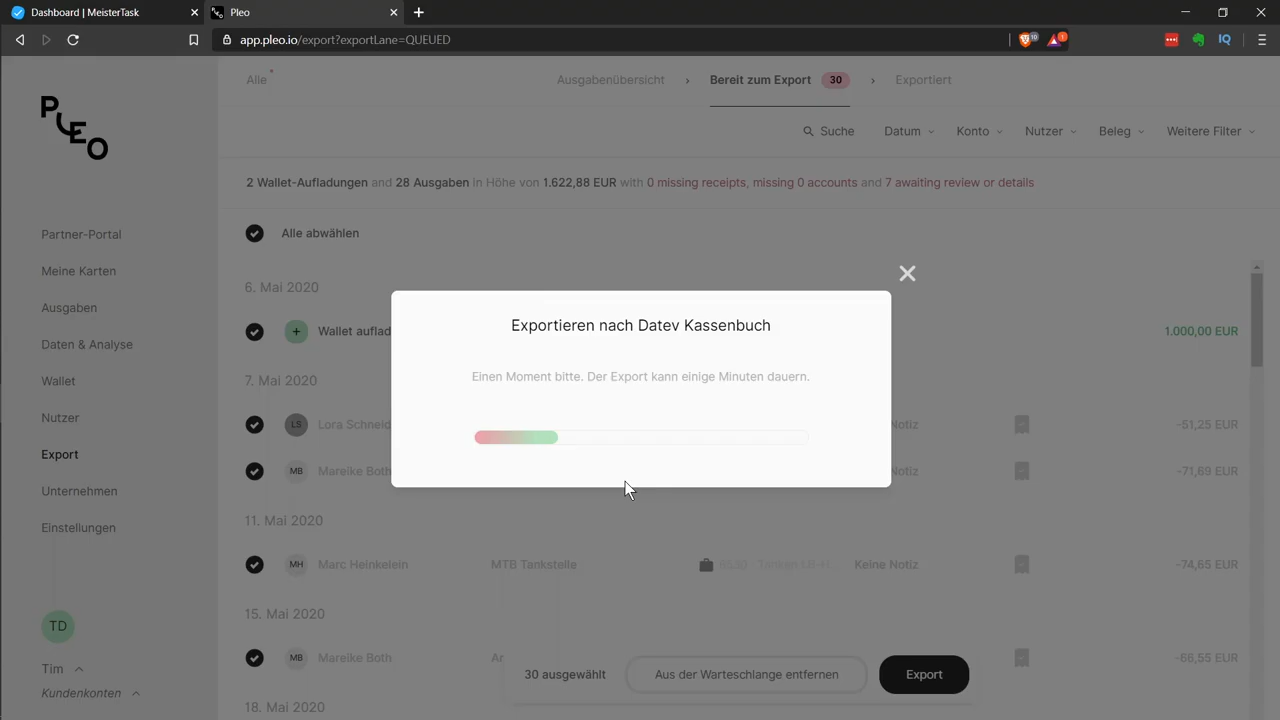 Dashboard | MeisterTask
Pleo
app.pleo.io/export?exportLane=QUEUED
PLEO
Alle
Ausgabenübersicht
Bereit zum Export 30
Exportiert
Suche
Datum
Konto
Nutzer
Beleg
Weitere Filter
2 Wallet-Aufladungen and 28 Ausgaben in Höhe von 1.622,88 EUR with 0 missing receipts, missing 0 accounts and 7 awaiting review or details
Partner-Portal
Meine Karten
Ausgaben
Daten & Analyse
Wallet
Nutzer
Export
Unternehmen
Einstellungen
TD
Tim
Kundenkonten
Alle abwählen
6. Mai 2020
Wallet auflad
1.000,00 EUR
7. Mai 2020
LS Lora Schneid
Notiz
-51,25 EUR
MB Mareike Both
Notiz
-71,69 EUR
11. Mai 2020
MH Marc Heinkelein
MTB Tankstelle
Tanken
Keine Notiz
-74,65 EUR
15. Mai 2020
MB Mareike Both
-66,55 EUR
18. Mai 2020
Exportieren nach Datev Kassenbuch
Einen Moment bitte. Der Export kann einige Minuten dauern.
30 ausgewählt
Aus der Warteschlange entfernen
Export